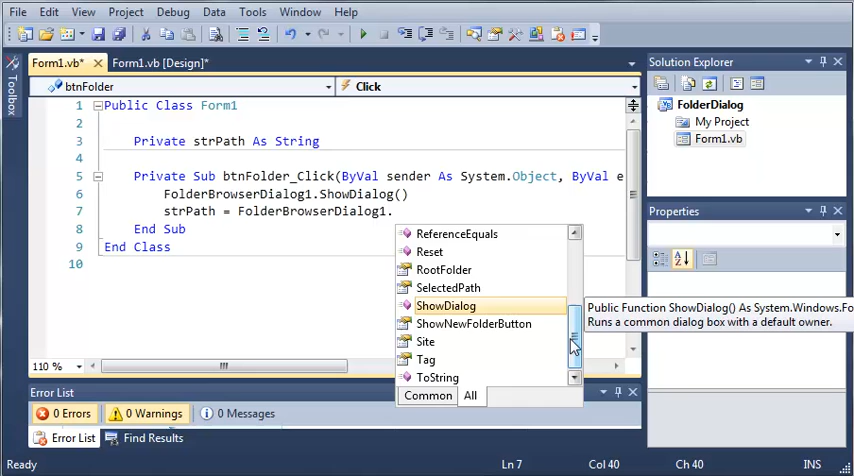 File Edit View Project Debug Data Tools Window Help
Form1.vb* Form1.vb [Design]*
Solution Explorer
Toolbox
btnFolder Click
FolderDialog
My Project
Form1.vb
1 Public Class Form1
2
3 Private strPath As String
4
5 Private Sub btnFolder_Click(ByVal sender As System.Object, ByVal e
6 FolderBrowserDialog1.ShowDialog()
7 strPath = FolderBrowserDialog1.
8 End Sub
9 End Class
10
Properties
ReferenceEquals
Reset
RootFolder
SelectedPath
ShowDialog
ShowNewFolderButton
Site
Tag
ToString
Common All
Public Function ShowDialog() As System.Windows.Fo
Runs a common dialog box with a default owner.
110 %
Error List
0 Errors 0 Warnings 0 Messages
Error List Find Results
Ready Ln 7 Col 40 Ch 40 INS